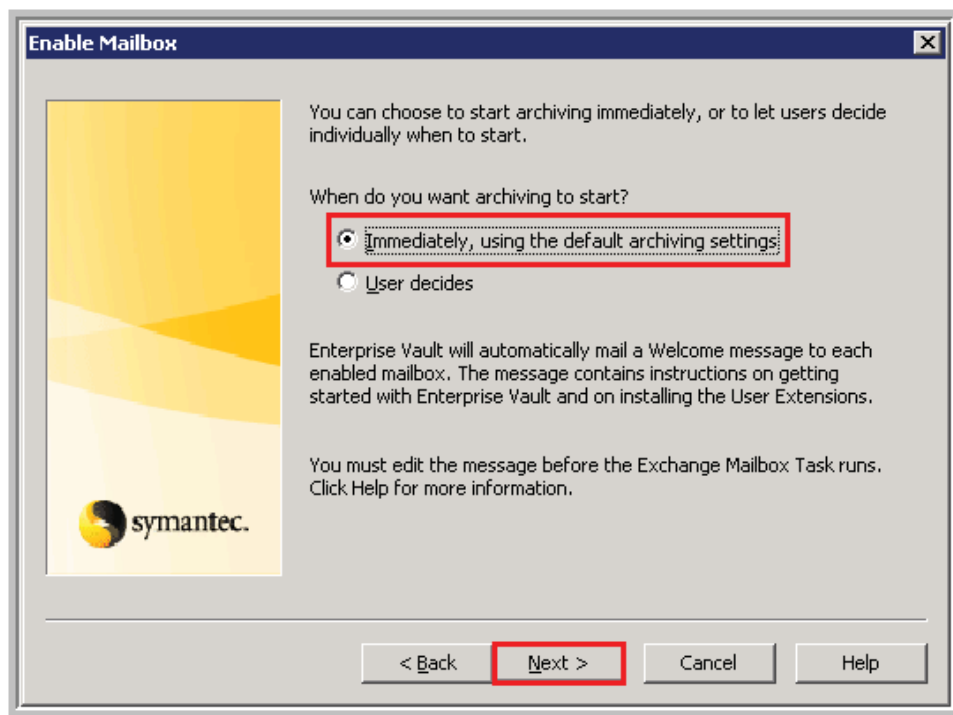 Enable Mailbox
You can choose to start archiving immediately, or to let users decide
individually when to start.
When do you want archiving to start?
Immediately, using the default archiving settings
User decides
Enterprise Vault will automatically mail a Welcome message to each
enabled mailbox. The message contains instructions on getting
started with Enterprise Vault and on installing the User Extensions.
You must edit the message before the Exchange Mailbox Task runs.
Click Help for more information.
symantec.
< Back Next > Cancel Help